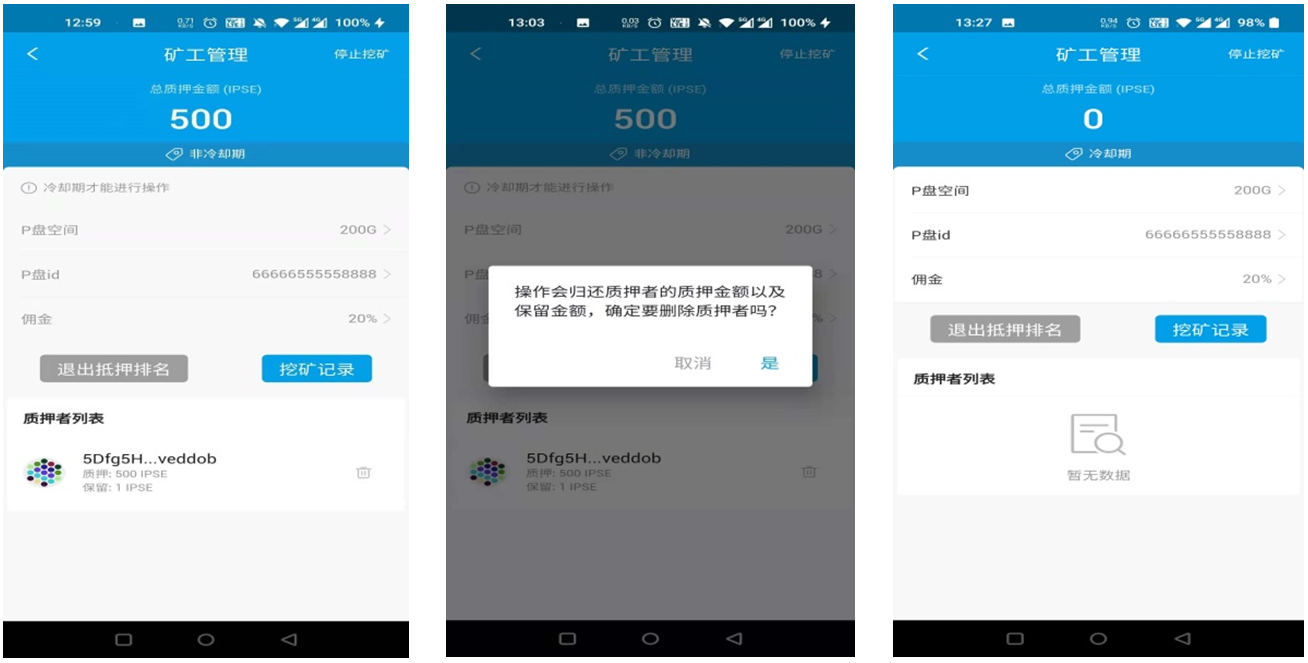 12:59
0.71 KB/S
5G
4G
100%
矿工管理
停止挖矿
总质押金额 (IPSE)
500
非冷却期
冷却期才能进行操作
P盘空间
200G
P盘id
66666555558888
佣金
20%
退出抵押排名
挖矿记录
质押者列表
5Dfg5H...veddob
质押: 500 IPSE
保留: 1 IPSE
13:03
0.03 KB/S
5G
4G
100%
矿工管理
停止挖矿
总质押金额 (IPSE)
500
非冷却期
冷却期才能进行操作
P盘空间
200G
P盘
8
操作会归还质押者的质押金额以及
保留金额，确定要删除质押者吗？
佣金
%
取消
是
质押者列表
5Dfg5H...veddob
质押: 500 IPSE
保留: 1 IPSE
13:27
0.94 KB/S
5G
4G
98%
矿工管理
停止挖矿
总质押金额 (IPSE)
0
冷却期
P盘空间
200G
P盘id
66666555558888
佣金
20%
退出抵押排名
挖矿记录
质押者列表
暂无数据